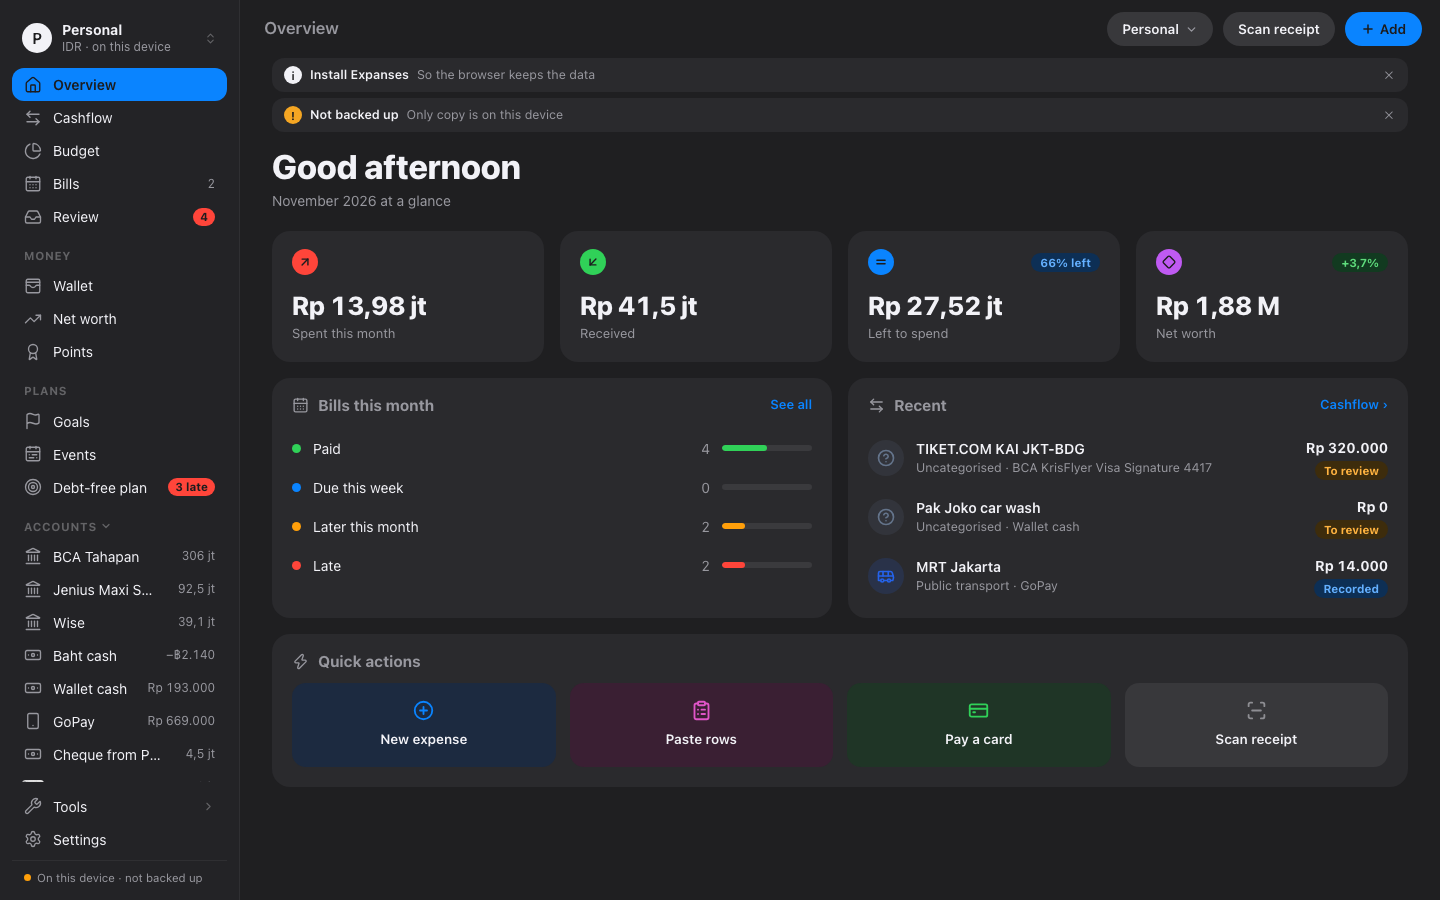 P
Personal
IDR · on this device
Overview
Cashflow
Budget
Bills 2
Review 4
MONEY
Wallet
Net worth
Points
PLANS
Goals
Events
Debt-free plan 3 late
ACCOUNTS
BCA Tahapan 306 jt
Jenius Maxi S... 92,5 jt
Wise 39,1 jt
Baht cash −฿2.140
Wallet cash Rp 193.000
GoPay Rp 669.000
Cheque from P... 4,5 jt
Tools
Settings
On this device · not backed up
Overview
Personal
Scan receipt
+ Add
Install Expanses So the browser keeps the data
Not backed up Only copy is on this device
Good afternoon
November 2026 at a glance
Rp 13,98 jt
Spent this month
Rp 41,5 jt
Received
66% left
Rp 27,52 jt
Left to spend
+3,7%
Rp 1,88 M
Net worth
Bills this month See all
Paid 4
Due this week 0
Later this month 2
Late 2
Recent Cashflow ›
TIKET.COM KAI JKT-BDG Rp 320.000
Uncategorised · BCA KrisFlyer Visa Signature 4417 To review
Pak Joko car wash Rp 0
Uncategorised · Wallet cash To review
MRT Jakarta Rp 14.000
Public transport · GoPay Recorded
Quick actions
New expense
Paste rows
Pay a card
Scan receipt